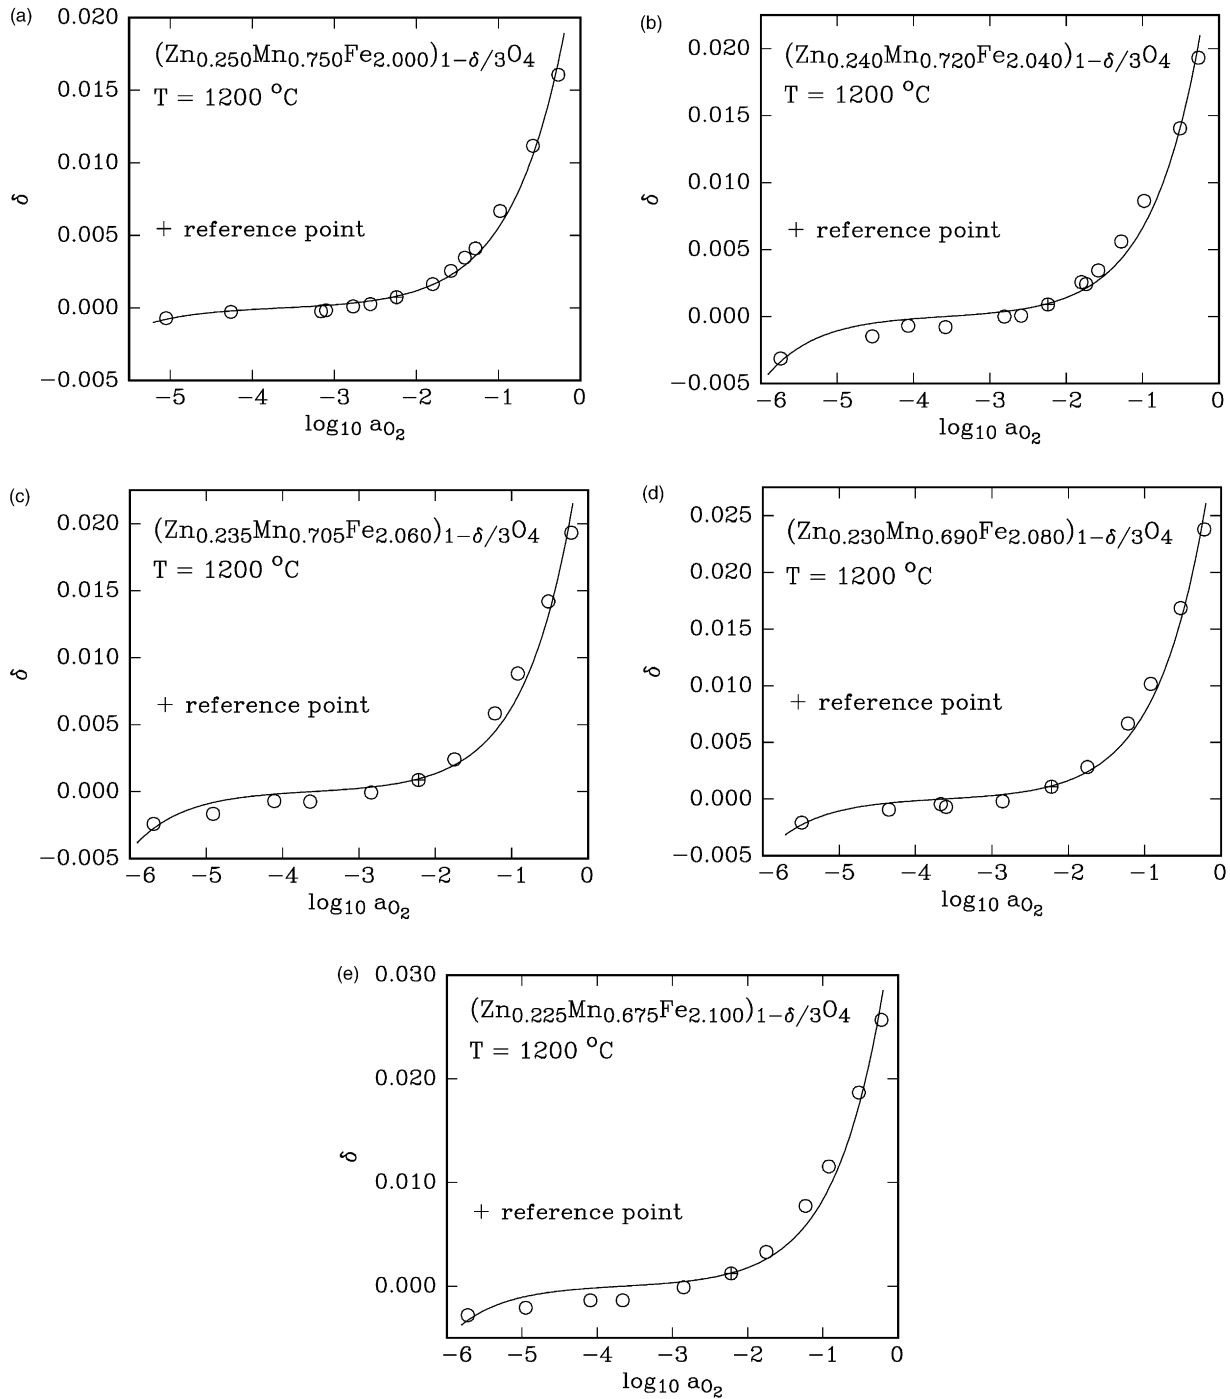 (a)
0.020
0.015
0.010
0.005
0.000
−0.005
δ
(Zn0.250Mn0.750Fe2.000)1−δ/3O4
T = 1200 °C
+ reference point
−5 −4 −3 −2 −1 0
log10 aO2
(b)
0.020
0.015
0.010
0.005
0.000
−0.005
δ
(Zn0.240Mn0.720Fe2.040)1−δ/3O4
T = 1200 °C
+ reference point
−6 −5 −4 −3 −2 −1 0
log10 aO2
(c)
0.020
0.015
0.010
0.005
0.000
−0.005
δ
(Zn0.235Mn0.705Fe2.060)1−δ/3O4
T = 1200 °C
+ reference point
−6 −5 −4 −3 −2 −1 0
log10 aO2
(d)
0.025
0.020
0.015
0.010
0.005
0.000
−0.005
δ
(Zn0.230Mn0.690Fe2.080)1−δ/3O4
T = 1200 °C
+ reference point
−6 −5 −4 −3 −2 −1 0
log10 aO2
(e)
0.030
0.020
0.010
0.000
δ
(Zn0.225Mn0.675Fe2.100)1−δ/3O4
T = 1200 °C
+ reference point
−6 −5 −4 −3 −2 −1 0
log10 aO2